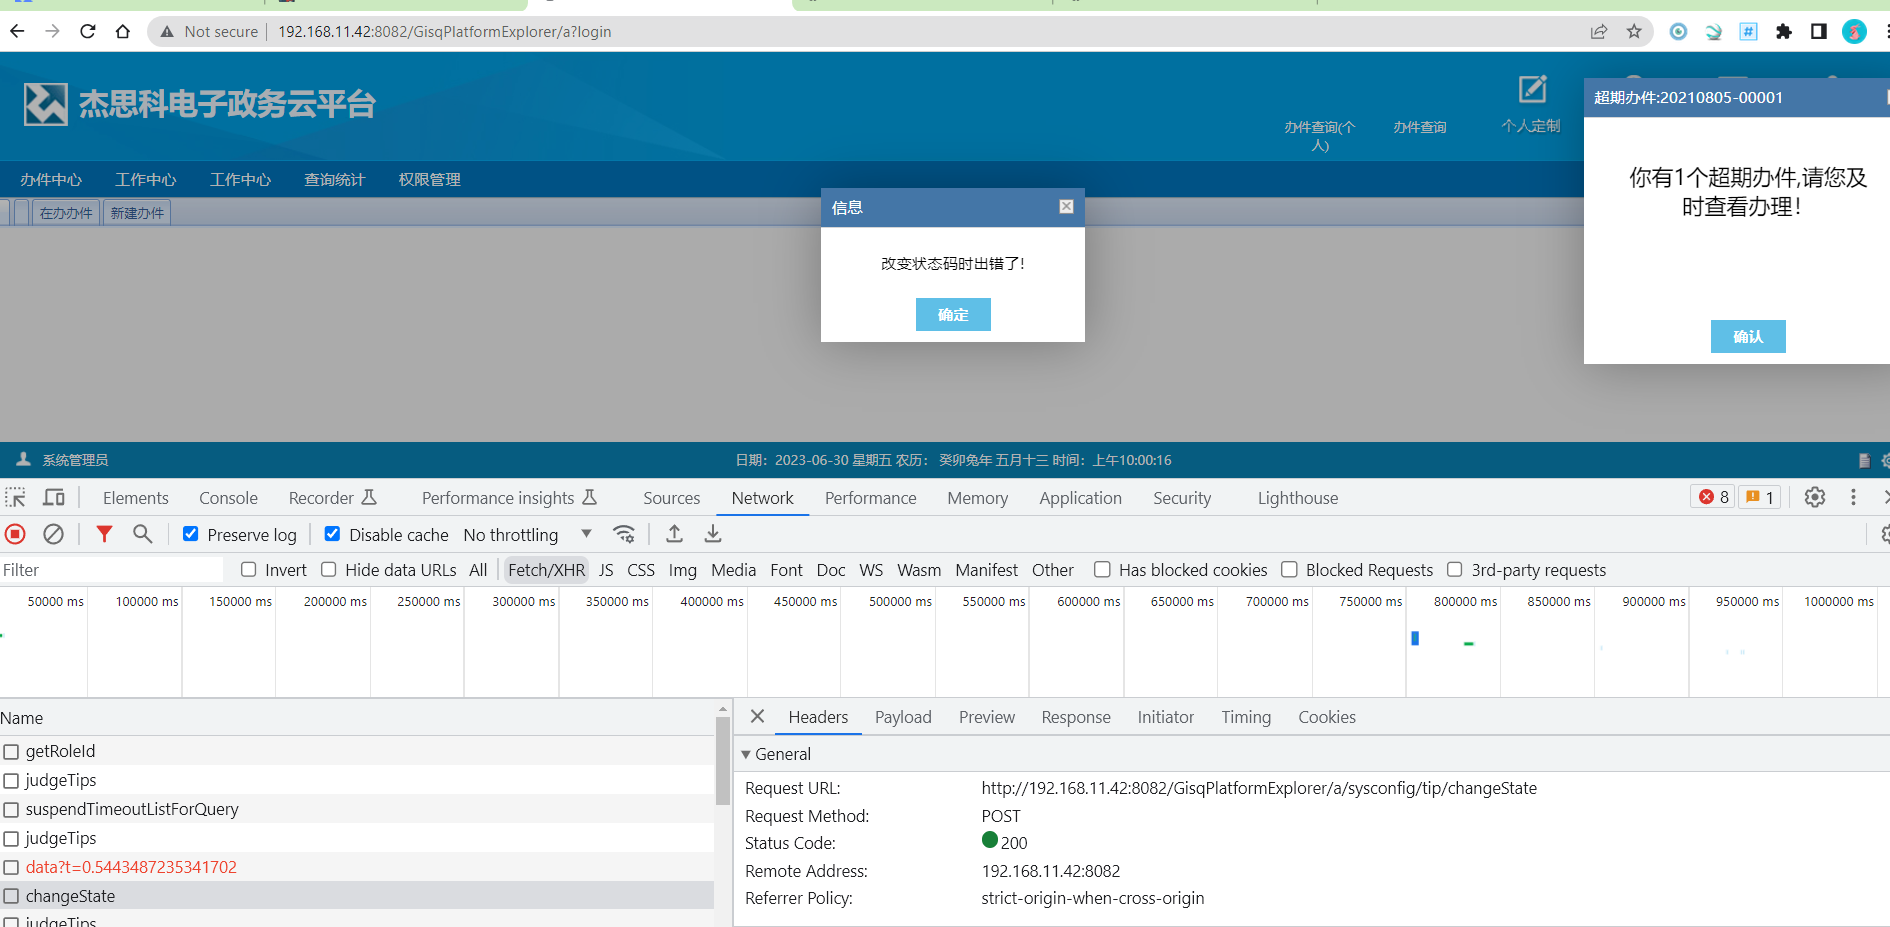 Not secure
192.168.11.42:8082/GisqPlatformExplorer/a?login
杰思科电子政务云平台
办件查询(个
人)
办件查询
个人定制
超期办件:20210805-00001
你有1个超期办件,请您及
时查看办理！
确认
办件中心 工作中心 工作中心 查询统计 权限管理
在办办件 新建办件
信息
改变状态码时出错了!
确定
系统管理员
日期：2023-06-30 星期五 农历： 癸卯兔年 五月十三 时间：上午10:00:16
Elements Console Recorder Performance insights Sources Network Performance Memory Application Security Lighthouse 8 1
Preserve log Disable cache No throttling
Filter Invert Hide data URLs All Fetch/XHR JS CSS Img Media Font Doc WS Wasm Manifest Other Has blocked cookies Blocked Requests 3rd-party requests
50000 ms 100000 ms 150000 ms 200000 ms 250000 ms 300000 ms 350000 ms 400000 ms 450000 ms 500000 ms 550000 ms 600000 ms 650000 ms 700000 ms 750000 ms 800000 ms 850000 ms 900000 ms 950000 ms 1000000 ms
Name
getRoleId
judgeTips
suspendTimeoutListForQuery
judgeTips
data?t=0.5443487235341702
changeState
judgeTips
Headers Payload Preview Response Initiator Timing Cookies
General
Request URL: http://192.168.11.42:8082/GisqPlatformExplorer/a/sysconfig/tip/changeState
Request Method: POST
Status Code: 200
Remote Address: 192.168.11.42:8082
Referrer Policy: strict-origin-when-cross-origin